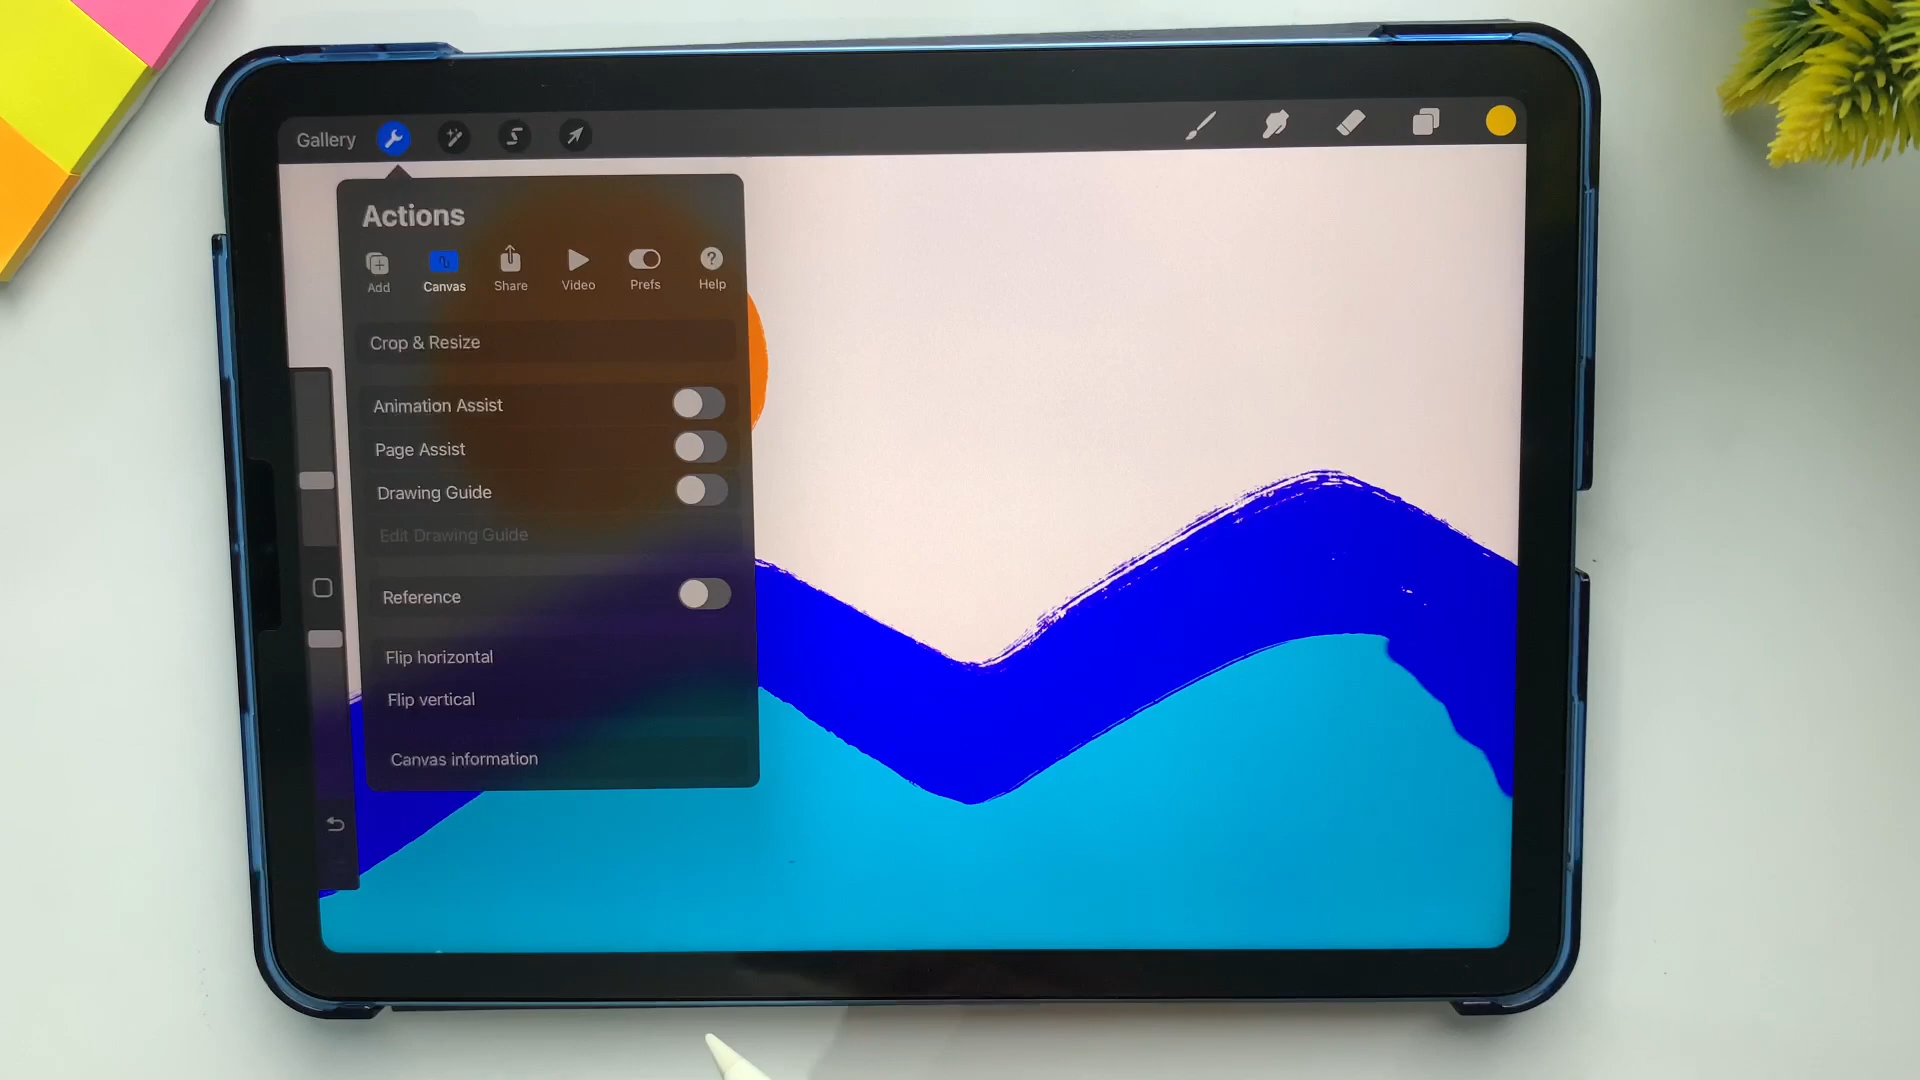 Gallery
Actions
Add Canvas Share Video Prefs Help
Crop & Resize
Animation Assist
Page Assist
Drawing Guide
Edit Drawing Guide
Reference
Flip horizontal
Flip vertical
Canvas information